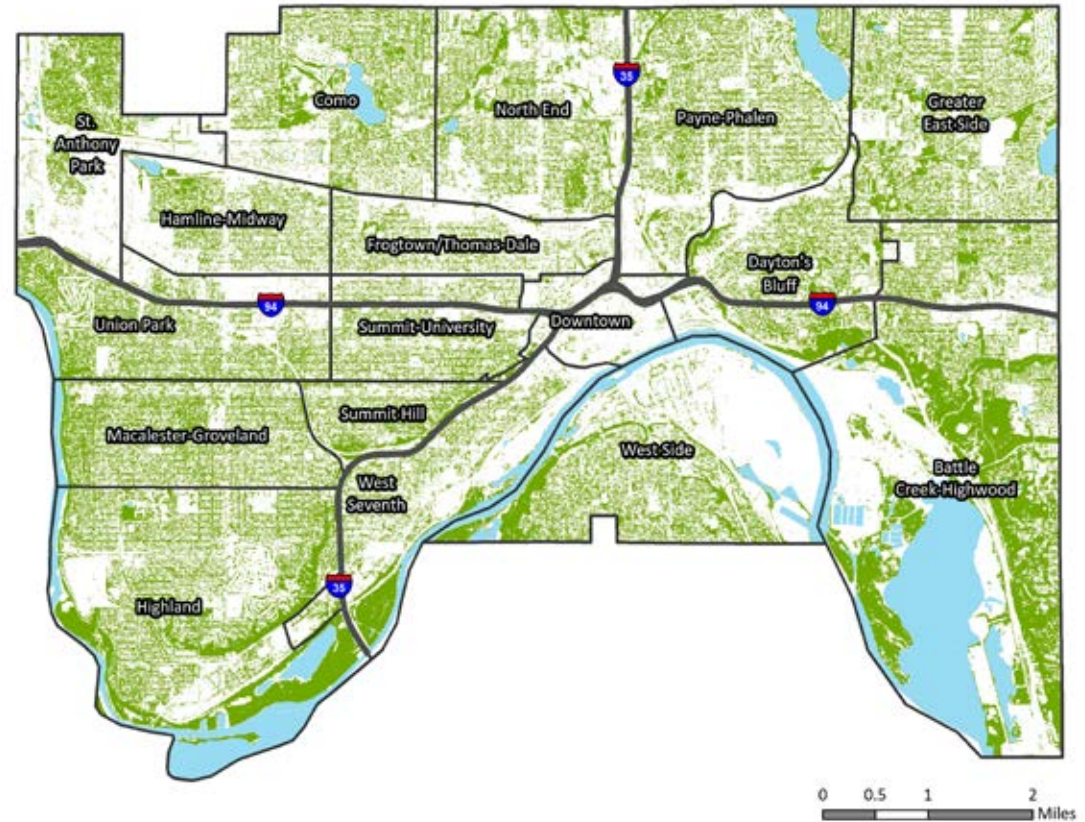 35
Como
North End
Payne-Phalen
Greater
East-Side
St.
Anthony
Park
Hamline-Midway
Frogtown/Thomas-Dale
Dayton's
Bluff
94
94
Union Park
Summit-University
Downtown
Summit Hill
Macalester-Groveland
West-Side
West
Seventh
Battle
Creek-Highwood
35
Highland
0 0.5 1 2
Miles